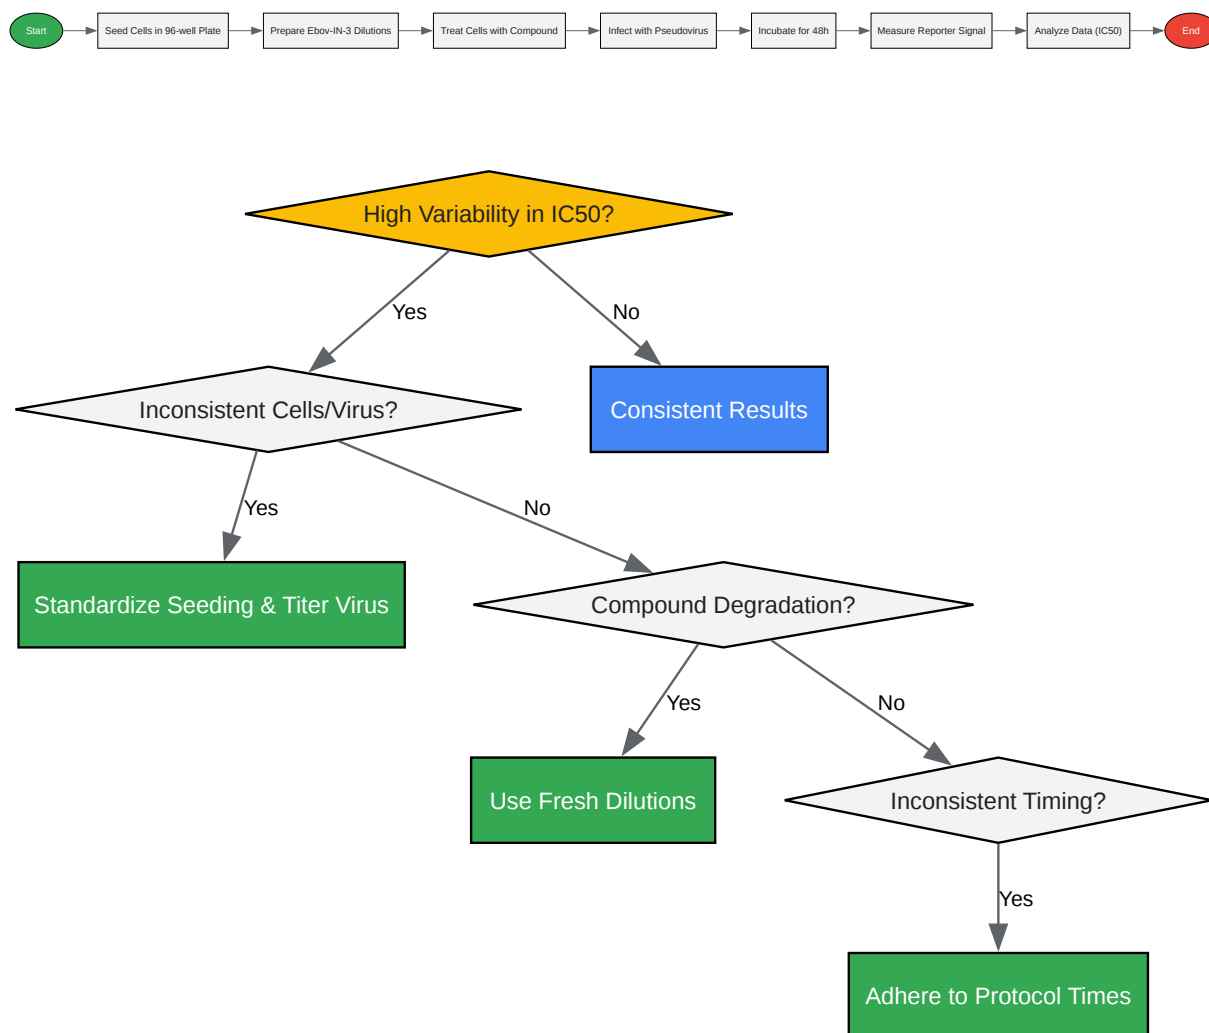 Start
Seed Cells in 96-well Plate
Prepare Ebov-IN-3 Dilutions
Treat Cells with Compound
Infect with Pseudovirus
Incubate for 48h
Measure Reporter Signal
Analyze Data (IC50)
End
High Variability in IC50?
Yes
No
Inconsistent Cells/Virus?
Consistent Results
Yes
No
Standardize Seeding & Titer Virus
Compound Degradation?
Yes
No
Use Fresh Dilutions
Inconsistent Timing?
Yes
Adhere to Protocol Times